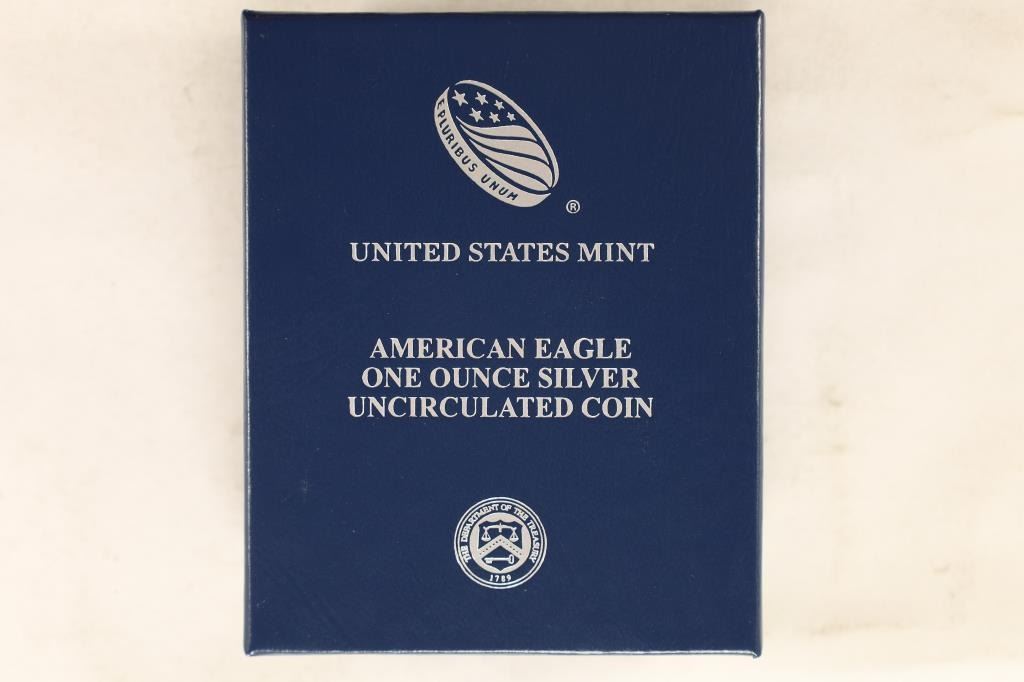 E PLURIBUS UNUM
®
UNITED STATES MINT
AMERICAN EAGLE
ONE OUNCE SILVER
UNCIRCULATED COIN
THE DEPARTMENT OF THE TREASURY
1789